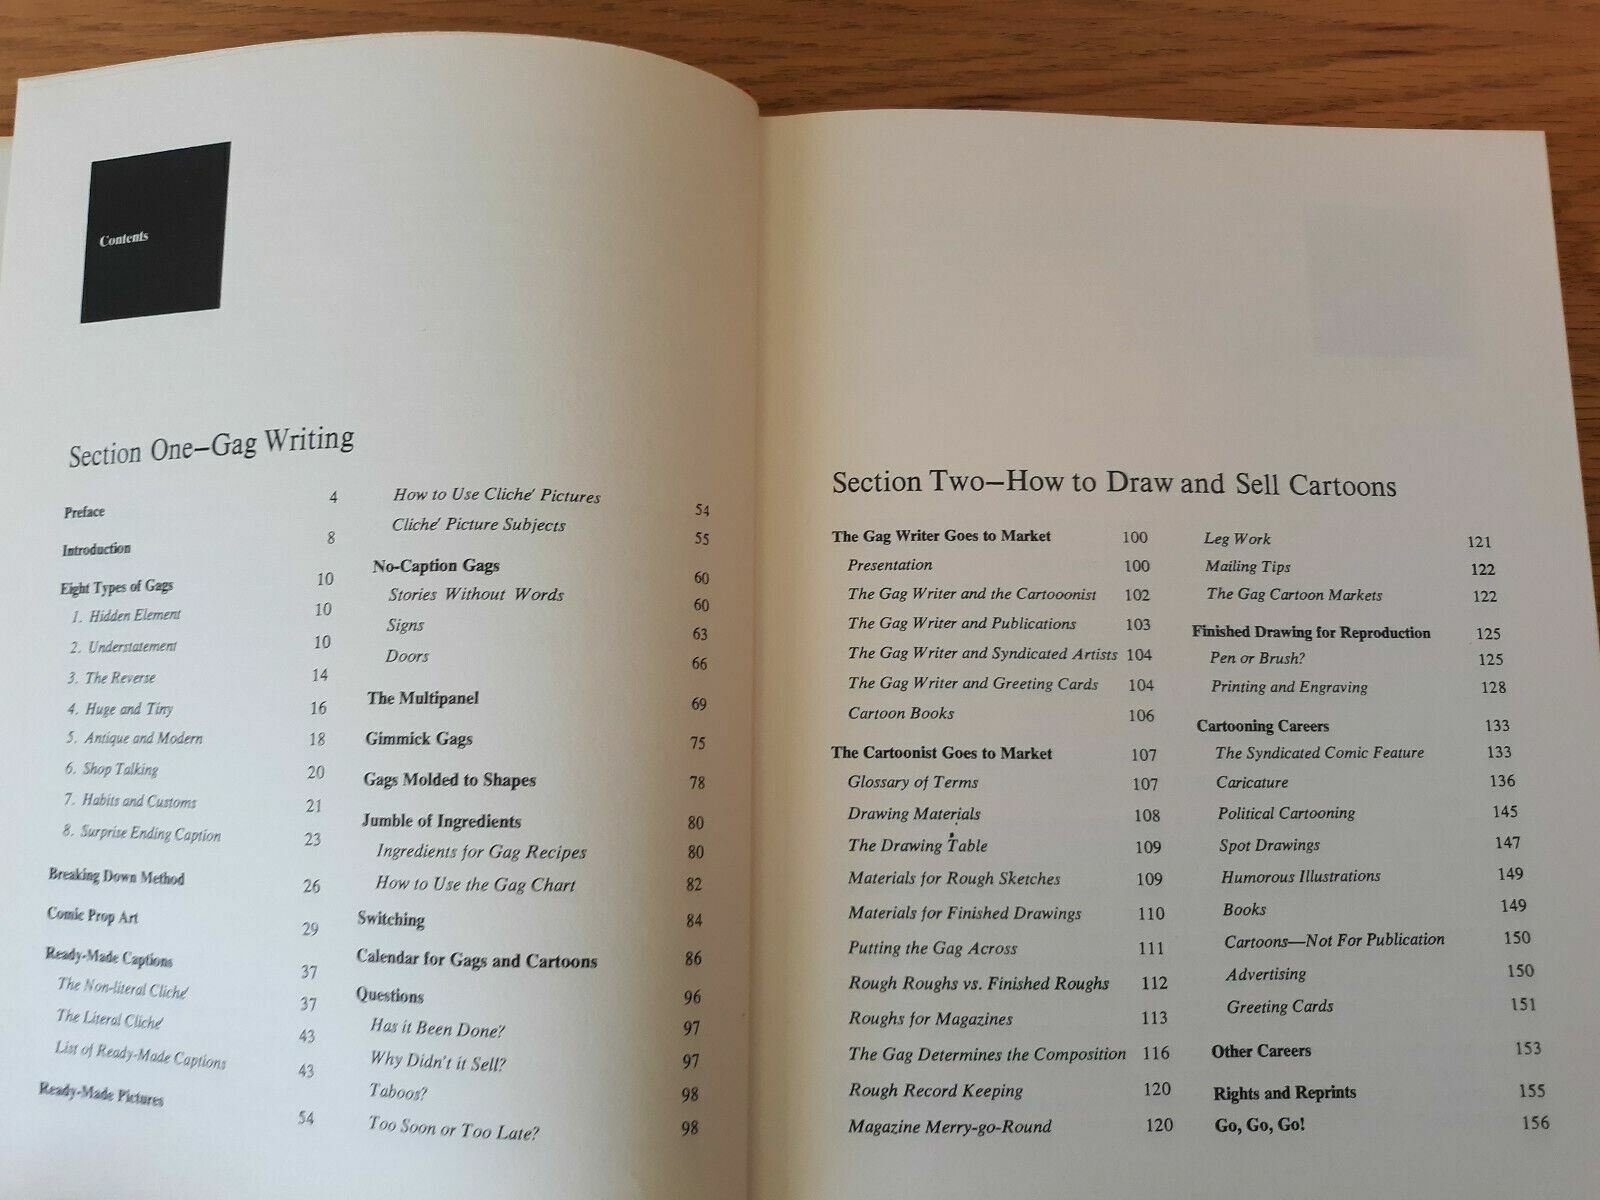 Contents
Section One—Gag Writing
Preface 4
Introduction 8
Eight Types of Gags 10
1. Hidden Element 10
2. Understatement 10
3. The Reverse 14
4. Huge and Tiny 16
5. Antique and Modern 18
6. Shop Talking 20
7. Habits and Customs 21
8. Surprise Ending Caption 23
Breaking Down Method 26
Comic Prop Art 29
Ready-Made Captions 37
The Non-literal Cliché 37
The Literal Cliché 43
List of Ready-Made Captions 43
Ready-Made Pictures 54
How to Use Cliché Pictures 54
Cliché Picture Subjects 55
No-Caption Gags 60
Stories Without Words 60
Signs 63
Doors 66
The Multipanel 69
Gimmick Gags 75
Gags Molded to Shapes 78
Jumble of Ingredients 80
Ingredients for Gag Recipes 80
How to Use the Gag Chart 82
Switching 84
Calendar for Gags and Cartoons 86
Questions 96
Has it Been Done? 97
Why Didn't it Sell? 97
Taboos? 98
Too Soon or Too Late? 98
Section Two—How to Draw and Sell Cartoons
The Gag Writer Goes to Market 100
Presentation 100
The Gag Writer and the Cartooonist 102
The Gag Writer and Publications 103
The Gag Writer and Syndicated Artists 104
The Gag Writer and Greeting Cards 104
Cartoon Books 106
The Cartoonist Goes to Market 107
Glossary of Terms 107
Drawing Materials 108
The Drawing Table 109
Materials for Rough Sketches 109
Materials for Finished Drawings 110
Putting the Gag Across 111
Rough Roughs vs. Finished Roughs 112
Roughs for Magazines 113
The Gag Determines the Composition 116
Rough Record Keeping 120
Magazine Merry-go-Round 120
Leg Work 121
Mailing Tips 122
The Gag Cartoon Markets 122
Finished Drawing for Reproduction 125
Pen or Brush? 125
Printing and Engraving 128
Cartooning Careers 133
The Syndicated Comic Feature 133
Caricature 136
Political Cartooning 145
Spot Drawings 147
Humorous Illustrations 149
Books 149
Cartoons—Not For Publication 150
Advertising 150
Greeting Cards 151
Other Careers 153
Rights and Reprints 155
Go, Go, Go! 156